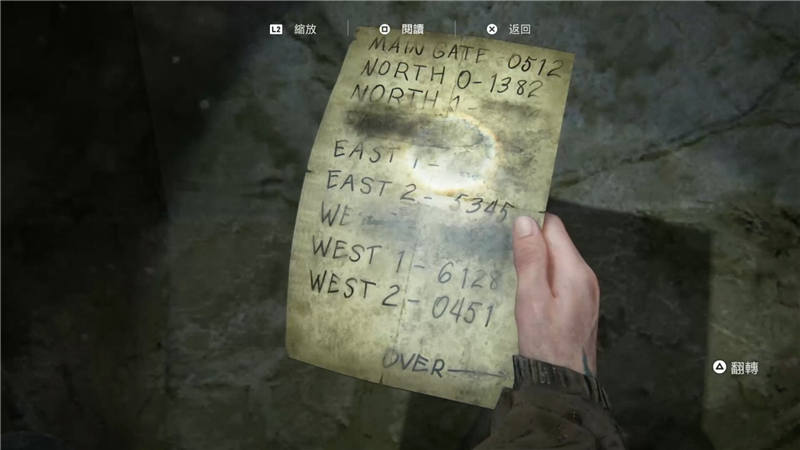 L2 縮放 閱讀 返回
MAIN GATE 0512
NORTH 0-1382
NORTH 1-
EAST 1-
EAST 2- 5345
WE
WEST 1- 6128
WEST 2- 0451
OVER
翻轉